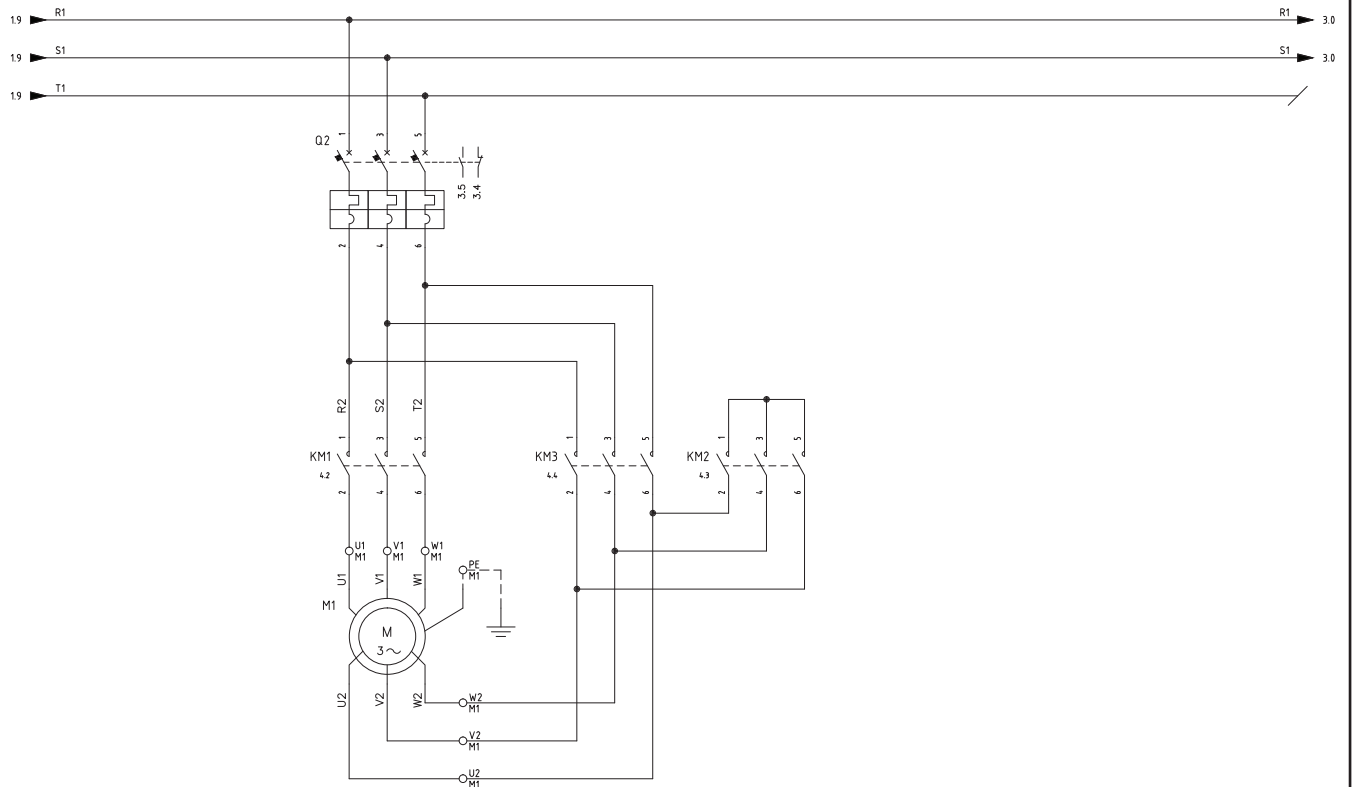 1.9 R1 R1 3.0
1.9 S1 S1 3.0
1.9 T1
Q2 1 3 5
3.5 3.4
2 4 6
R2 S2 T2
KM1 1 3 5
4.2
2 4 6
KM3 1 3 5
4.4
2 4 6
KM2 1 3 5
4.3
2 4 6
U1 V1 W1
M1 M1 M1
PE
M1
U1 V1 W1
M1
M
3~
U2 V2 W2
W2
M1
V2
M1
U2
M1